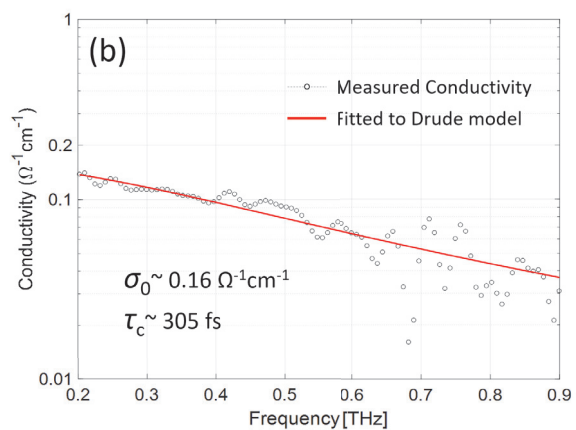 (b)
1
0.2
0.1
0.01
Conductivity (Ω⁻¹cm⁻¹)
Measured Conductivity
Fitted to Drude model
σ₀~ 0.16 Ω⁻¹cm⁻¹
τc~ 305 fs
0.2 0.3 0.4 0.5 0.6 0.7 0.8 0.9
Frequency[THz]